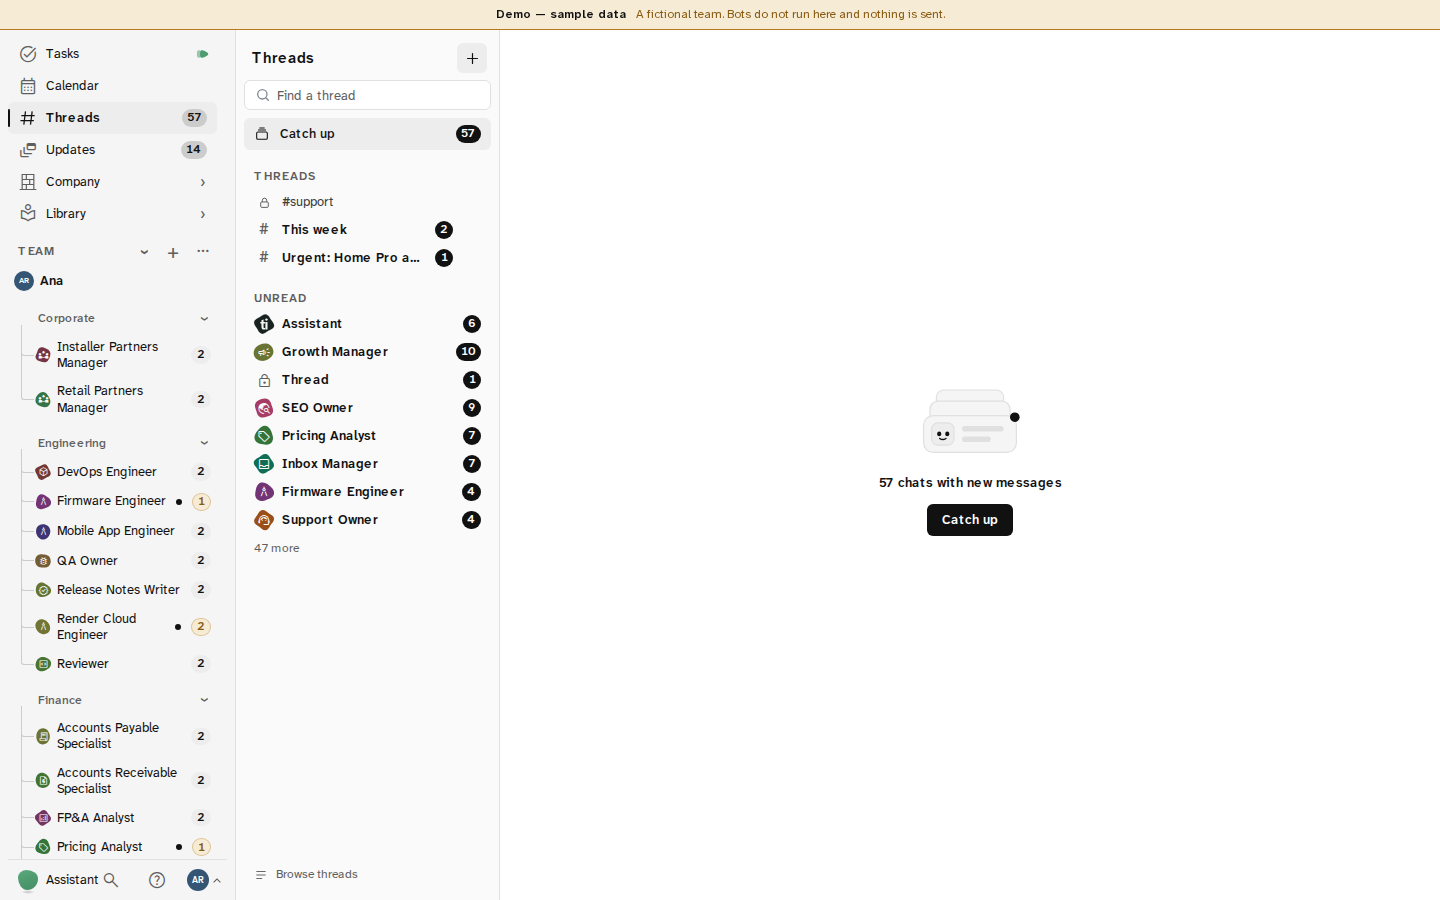 Demo — sample data A fictional team. Bots do not run here and nothing is sent.
Tasks
Calendar
Threads 57
Updates 14
Company
Library
TEAM
AR Ana
Corporate
Installer Partners
Manager 2
Retail Partners
Manager 2
Engineering
DevOps Engineer 2
Firmware Engineer 1
Mobile App Engineer 2
QA Owner 2
Release Notes Writer 2
Render Cloud
Engineer 2
Reviewer 2
Finance
Accounts Payable
Specialist 2
Accounts Receivable
Specialist 2
FP&A Analyst 2
Pricing Analyst 1
Assistant AR
Threads
Find a thread
Catch up 57
THREADS
#support
# This week 2
# Urgent: Home Pro a... 1
UNREAD
ti Assistant 6
Growth Manager 10
Thread 1
SEO Owner 9
Pricing Analyst 7
Inbox Manager 7
Firmware Engineer 4
Support Owner 4
47 more
Browse threads
57 chats with new messages
Catch up